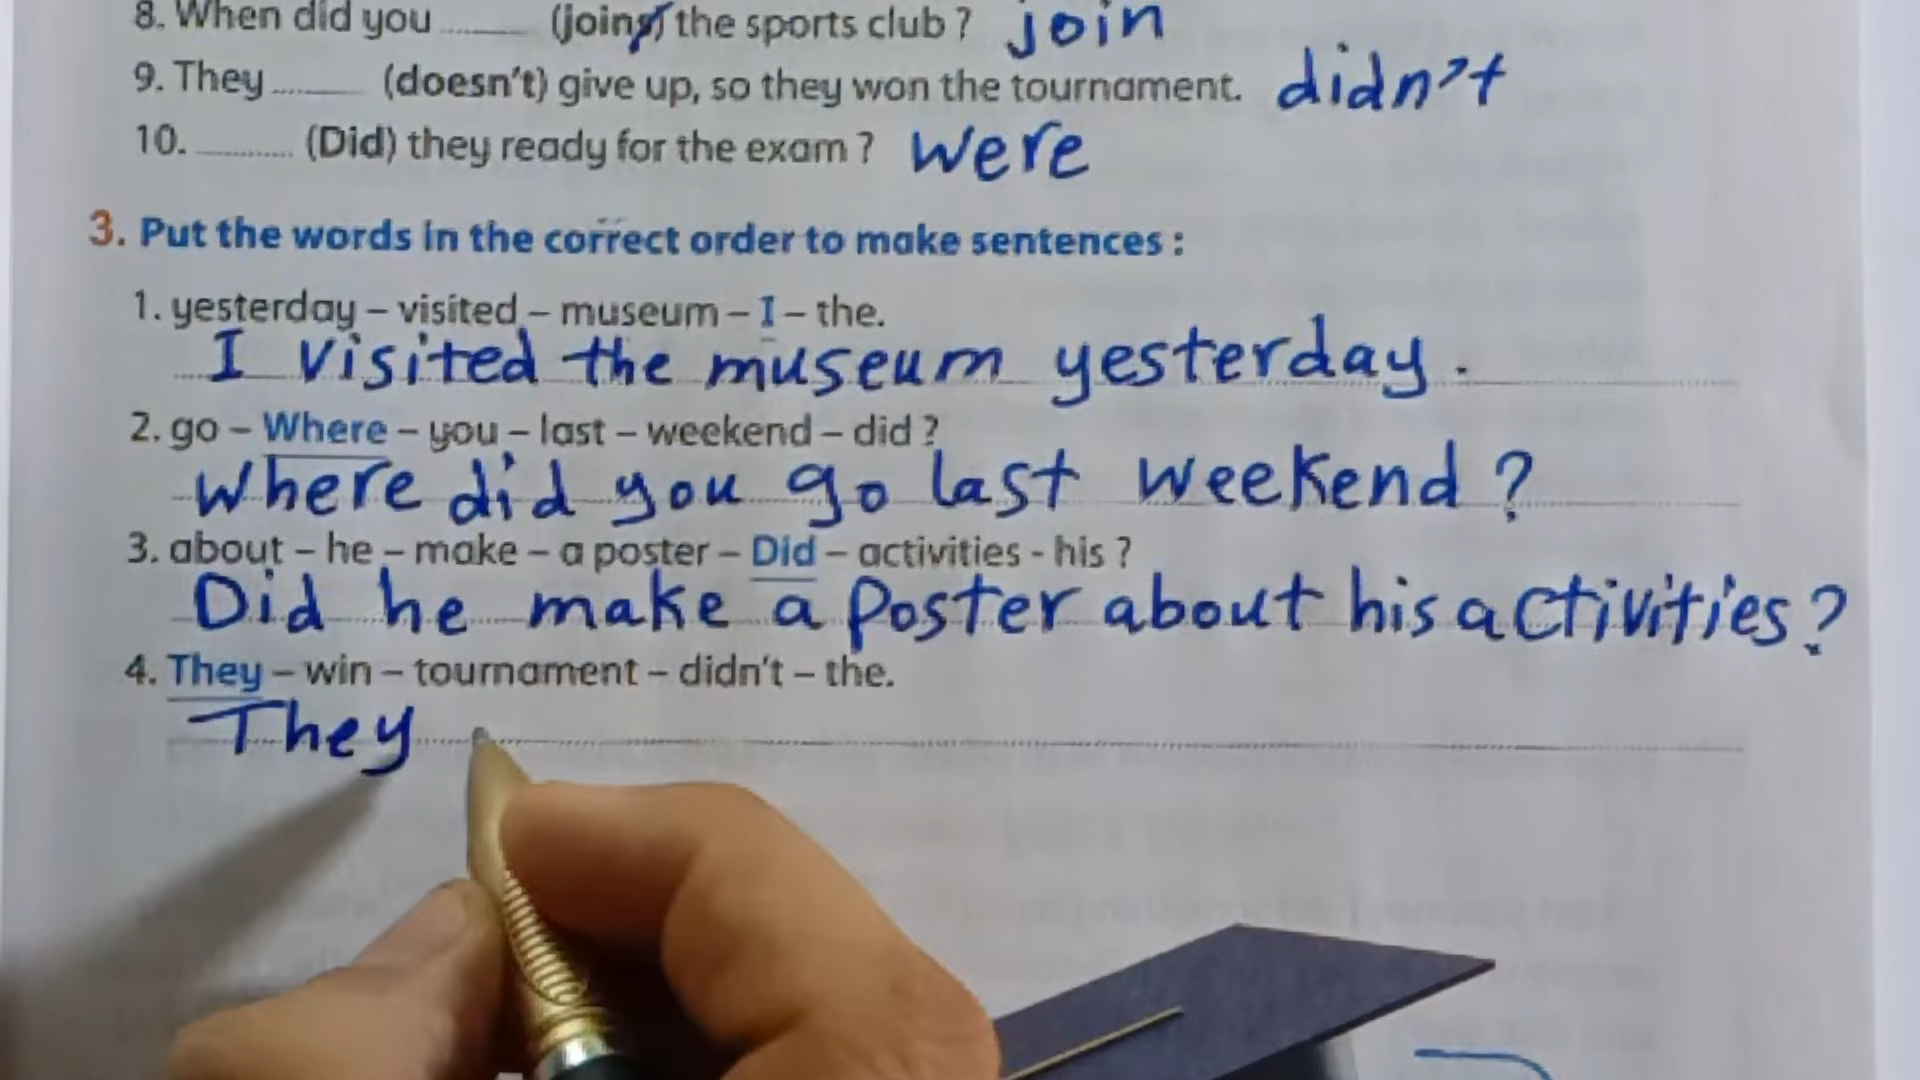 8. When did you ........... (joins) the sports club ? join
9. They ........... (doesn't) give up, so they won the tournament. didn't
10. ........... (Did) they ready for the exam ? were
3. Put the words in the correct order to make sentences :
1. yesterday – visited – museum – I – the.
I visited the museum yesterday.
2. go – Where – you – last – weekend – did ?
Where did you go last weekend ?
3. about – he – make – a poster – Did – activities - his ?
Did he make a poster about his activities ?
4. They – win – tournament – didn't – the.
They